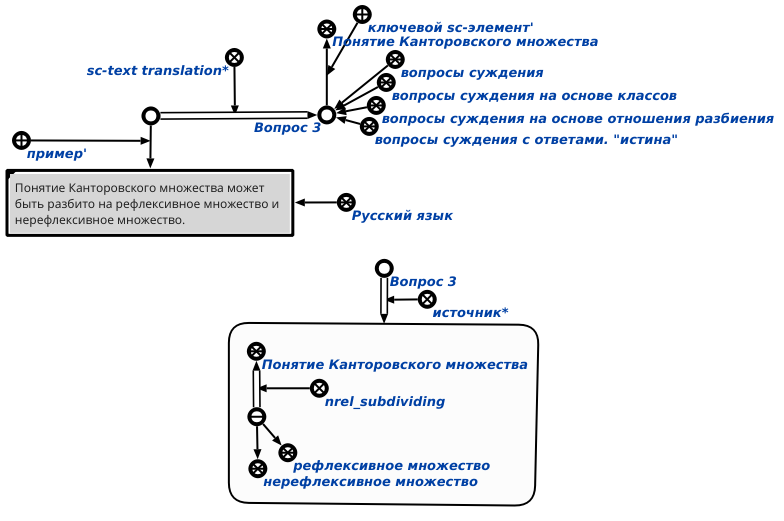 ключевой sc-элемент'
Понятие Канторовского множества
sc-text translation*
вопросы суждения
вопросы суждения на основе классов
вопросы суждения на основе отношения разбиения
Вопрос 3
вопросы суждения с ответами. "истина"
пример'
Понятие Канторовского множества может
быть разбито на рефлексивное множество и
нерефлексивное множество.
Русский язык
Вопрос 3
источник*
Понятие Канторовского множества
nrel_subdividing
рефлексивное множество
нерефлексивное множество